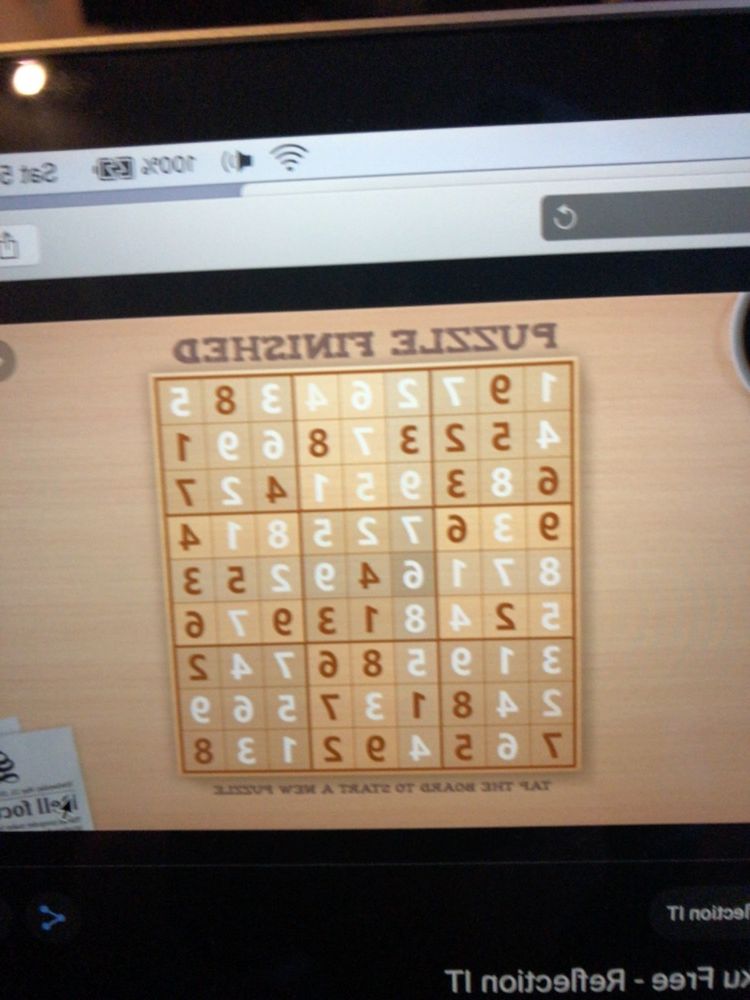 100% Sat 5
PUZZLE FINISHED
1 9 7 2 6 4 3 8 5
4 5 2 3 7 8 6 9 1
6 8 3 9 5 1 4 2 7
9 3 6 7 2 5 8 1 4
8 7 1 6 4 9 2 5 3
5 2 4 8 1 3 9 7 6
3 1 9 5 8 6 7 4 2
2 4 8 1 3 7 5 6 9
7 6 5 4 9 2 1 3 8
TAP THE BOARD TO START A NEW PUZZLE
lection IT
ku Free - Reflection IT